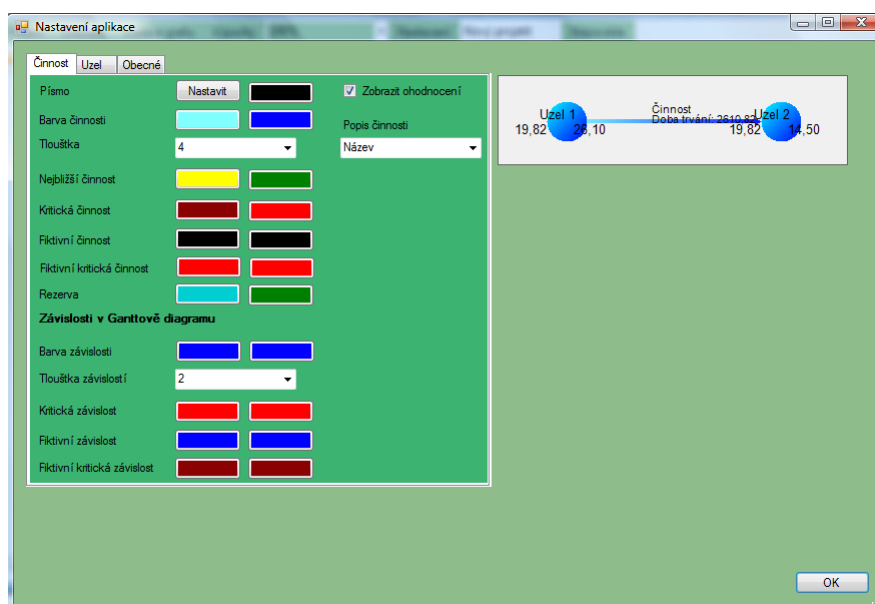 Nastavení aplikace
Činnost Uzel Obecné
Písmo Nastavit Zobrazit ohodnocení
Barva činnosti Popis činnosti
Tlouštka 4 Název
Nejbližší činnost
Kritická činnost
Fiktivní činnost
Fiktivní kritická činnost
Rezerva
Závislosti v Ganttově diagramu
Barva závislosti
Tlouštka závislostí 2
Kritická závislost
Fiktivní závislost
Fiktivní kritická závislost
Uzel 1 Činnost Uzel 2
Doba trvání: 2610,82
19,82 26,10 19,82 14,50
OK